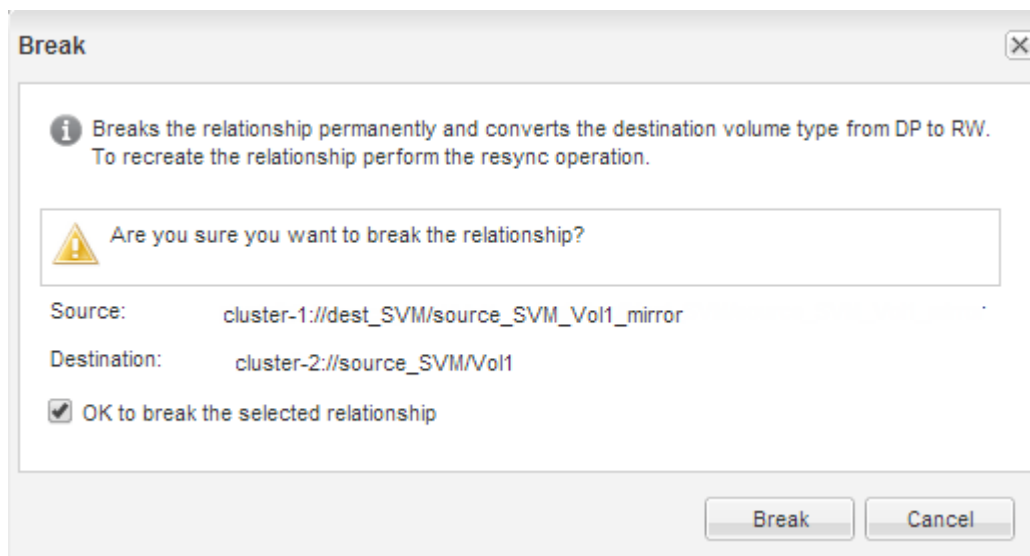 Break
Breaks the relationship permanently and converts the destination volume type from DP to RW.
To recreate the relationship perform the resync operation.
Are you sure you want to break the relationship?
Source: cluster-1://dest_SVM/source_SVM_Vol1_mirror
Destination: cluster-2://source_SVM/Vol1
OK to break the selected relationship
Break Cancel